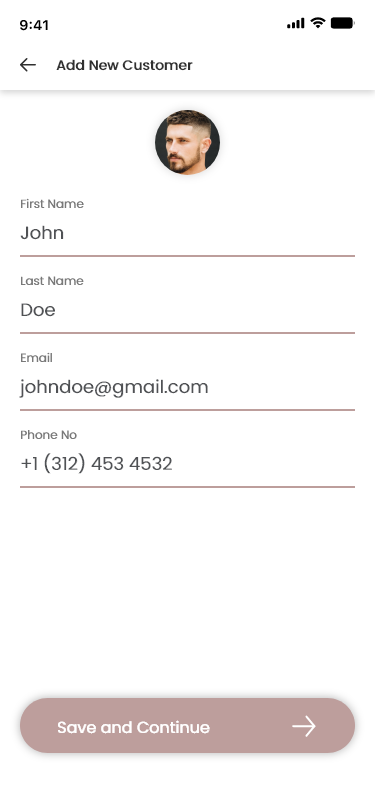 9:41
Add New Customer
First Name
John
Last Name
Doe
Email
johndoe@gmail.com
Phone No
+1 (312) 453 4532
Save and Continue